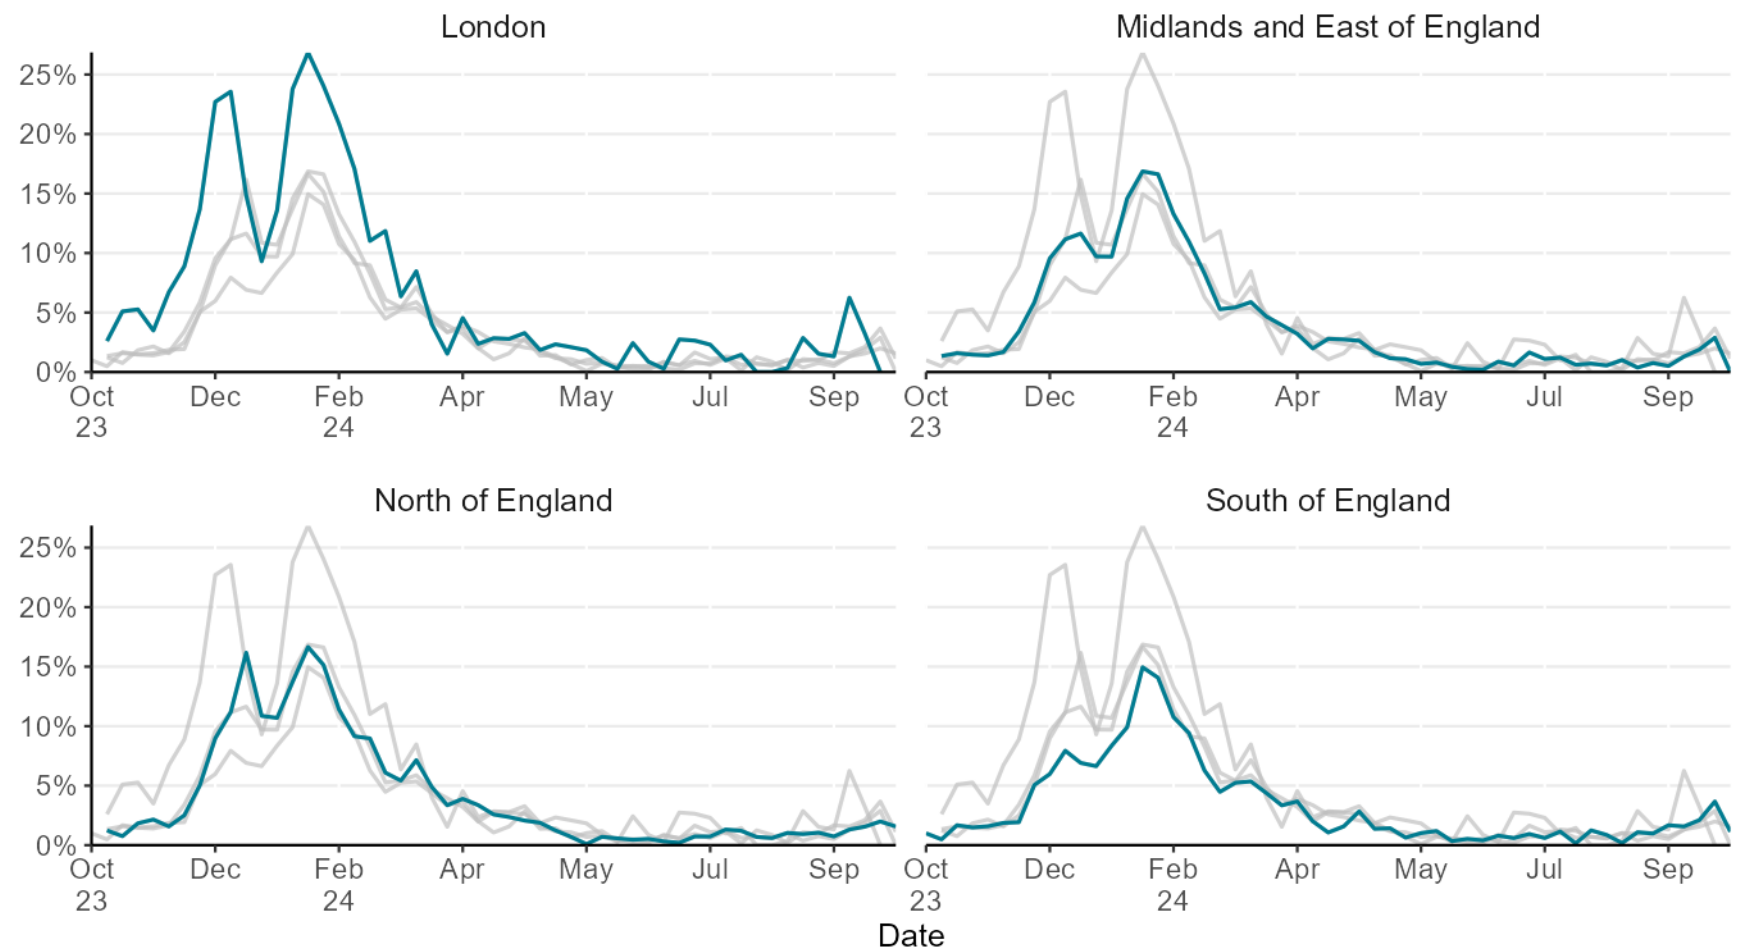 London
Midlands and East of England
25%
20%
15%
10%
5%
0%
Oct Dec Feb Apr May Jul Sep
23 24
Oct Dec Feb Apr May Jul Sep
23 24
North of England
South of England
25%
20%
15%
10%
5%
0%
Oct Dec Feb Apr May Jul Sep
23 24
Oct Dec Feb Apr May Jul Sep
23 24
Date